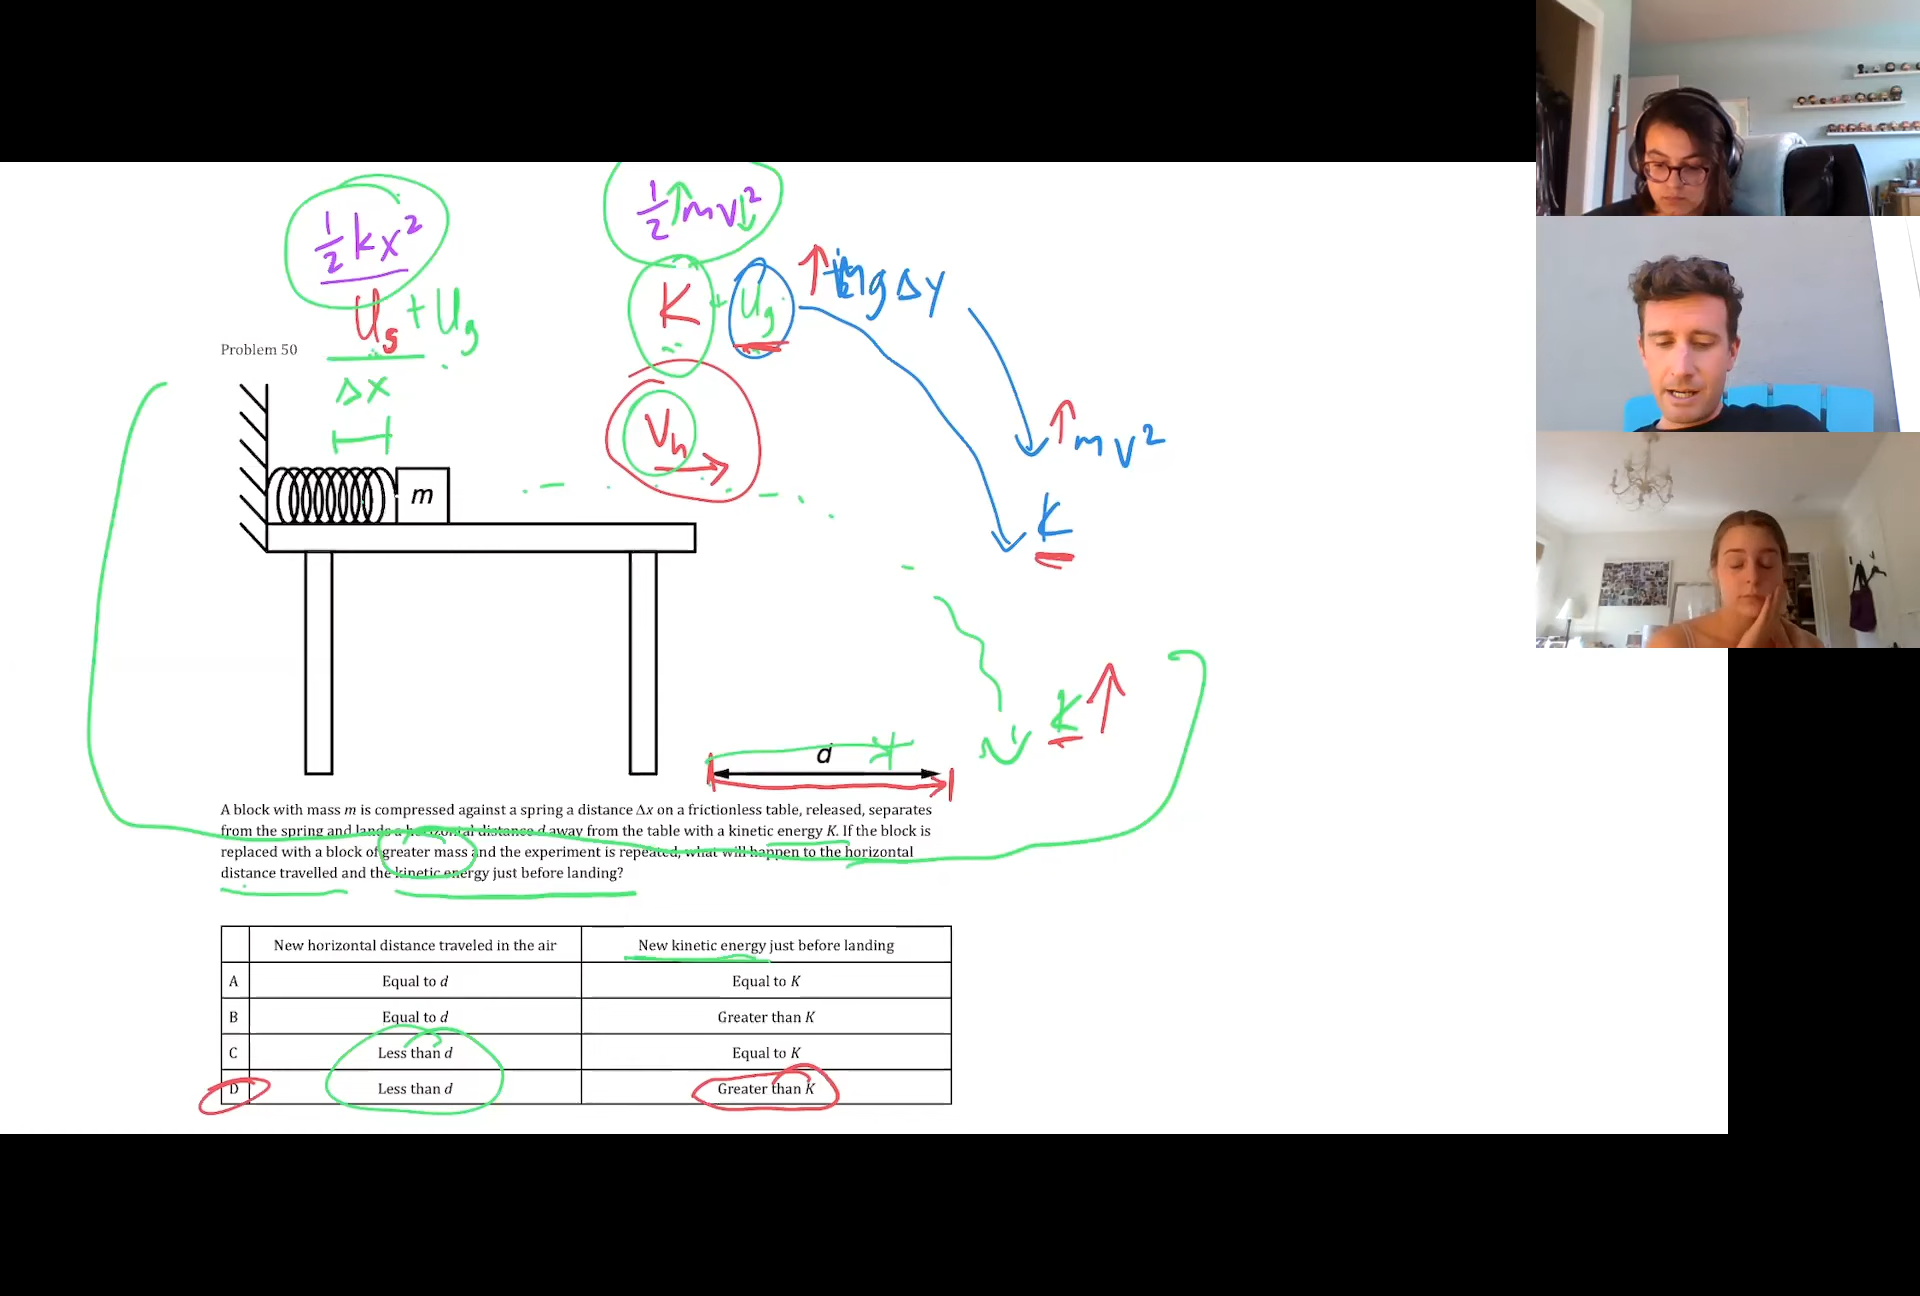 ½kx²
½↑mv↓²
Us + Ug
K + Ug
↑mgΔy
Problem 50
Δx
Vh
↑mv²
m
K
K↑
d
A block with mass m is compressed against a spring a distance Δx on a frictionless table, released, separates
from the spring and lands a horizontal distance d away from the table with a kinetic energy K. If the block is
replaced with a block of greater mass and the experiment is repeated, what will happen to the horizontal
distance travelled and the kinetic energy just before landing?
New horizontal distance traveled in the air New kinetic energy just before landing
A Equal to d Equal to K
B Equal to d Greater than K
C Less than d Equal to K
D Less than d Greater than K